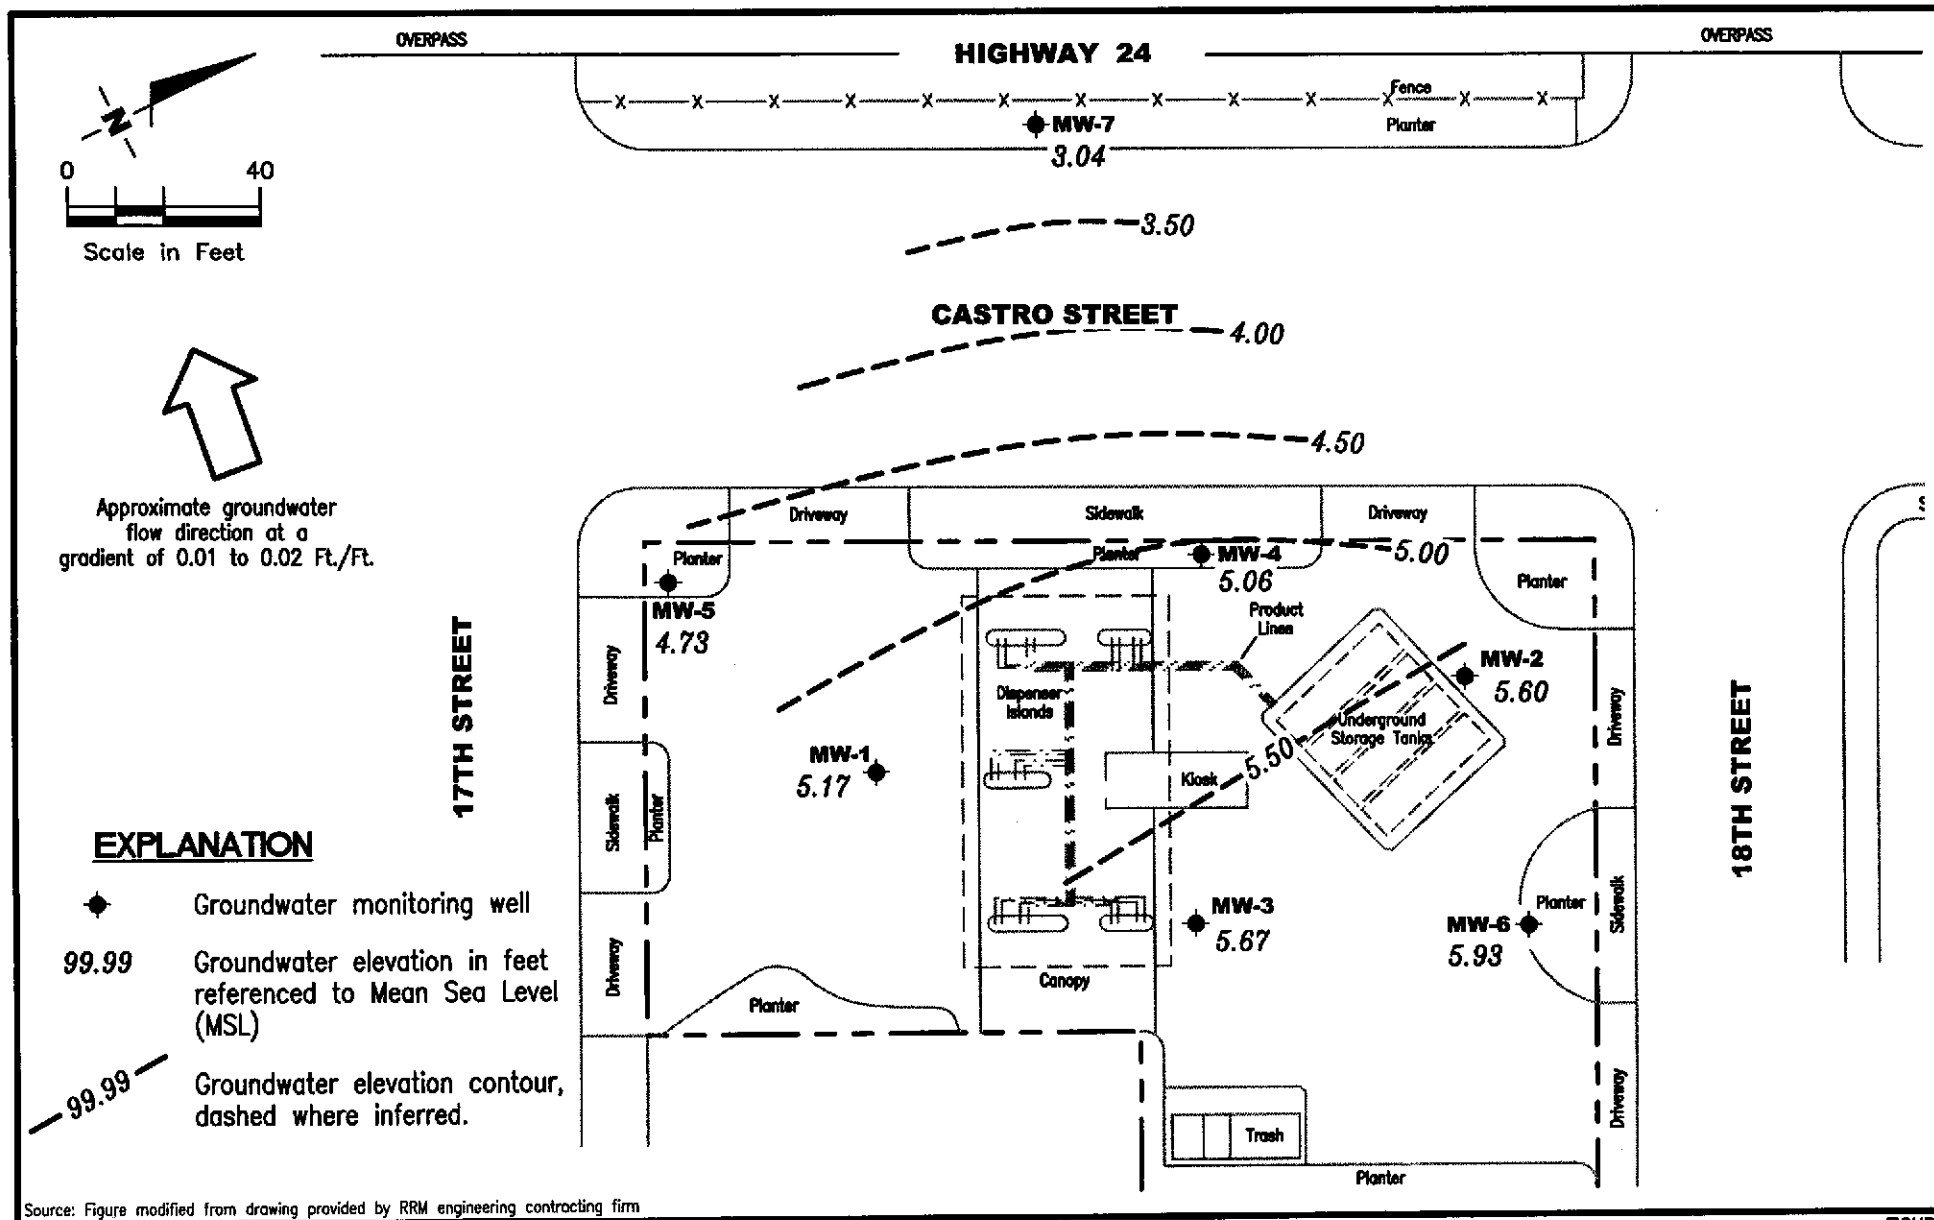 OVERPASS
HIGHWAY 24
OVERPASS
Fence
Planter
MW-7
3.04
N
0 40
Scale in Feet
3.50
CASTRO STREET
4.00
4.50
Approximate groundwater
flow direction at a
gradient of 0.01 to 0.02 Ft./Ft.
Driveway
Sidewalk
Driveway
Planter
Planter
MW-4
5.06
5.00
Planter
MW-5
4.73
Product
Lines
17TH STREET
Driveway
Dispenser
Islands
MW-2
5.60
Underground
Storage Tanks
Driveway
18TH STREET
MW-1
5.17
5.50
Kiosk
Sidewalk
Planter
EXPLANATION
Groundwater monitoring well
99.99
Groundwater elevation in feet
referenced to Mean Sea Level
(MSL)
99.99
Groundwater elevation contour,
dashed where inferred.
MW-3
5.67
MW-6
5.93
Planter
Sidewalk
Driveway
Planter
Canopy
Driveway
Trash
Planter
Source: Figure modified from drawing provided by RRM engineering contracting firm